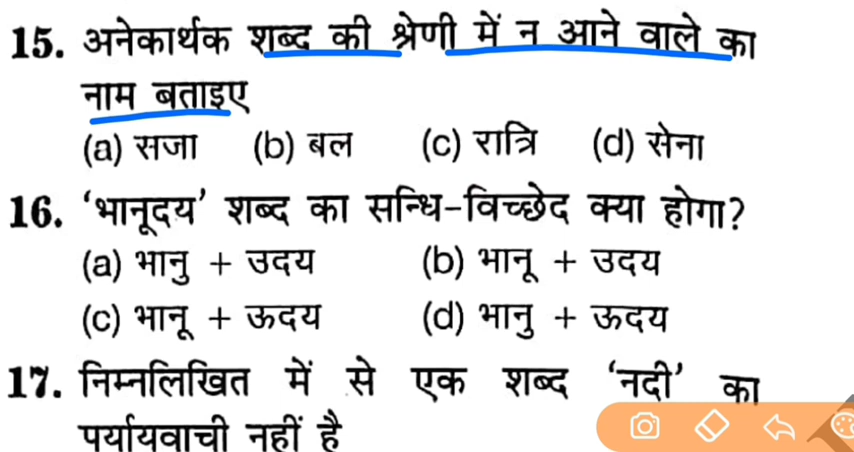 15. अनेकार्थक शब्द की श्रेणी में न आने वाले का
नाम बताइए
(a) सजा (b) बल (c) रात्रि (d) सेना
16. ‘भानूदय’ शब्द का सन्धि-विच्छेद क्या होगा?
(a) भानु + उदय (b) भानू + उदय
(c) भानू + ऊदय (d) भानु + ऊदय
17. निम्नलिखित में से एक शब्द ‘नदी’ का
पर्यायवाची नहीं है